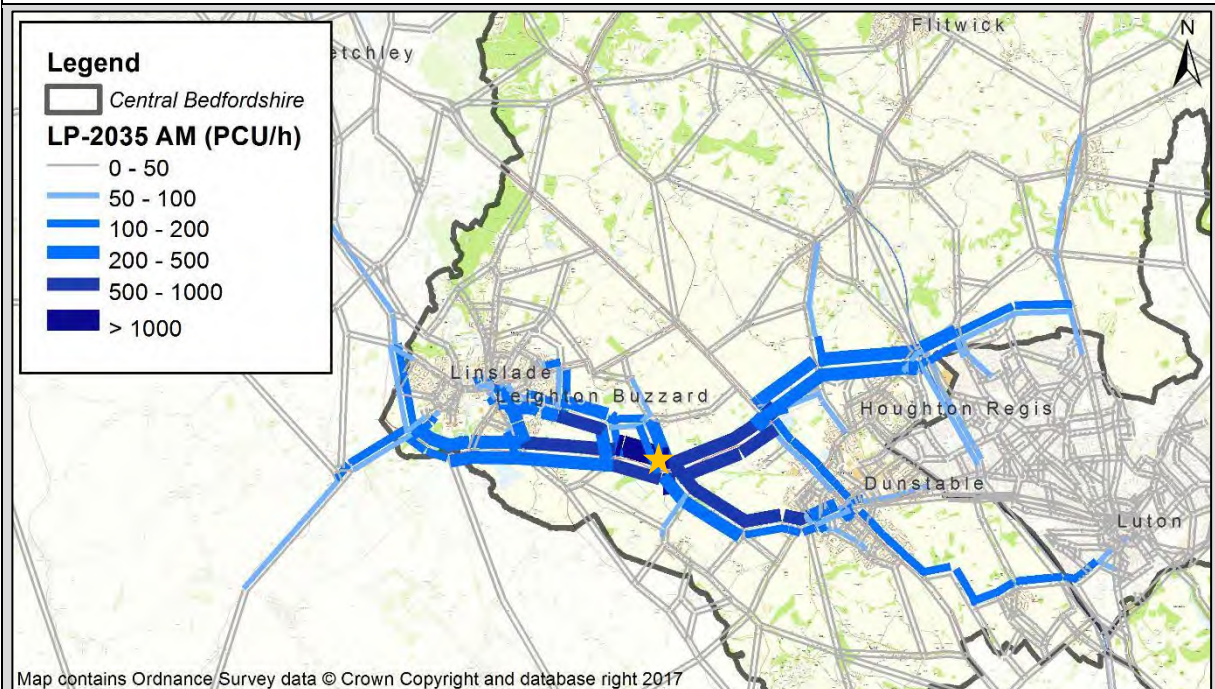 Legend
Central Bedfordshire
LP-2035 AM (PCU/h)
0 - 50
50 - 100
100 - 200
200 - 500
500 - 1000
> 1000
etchley
Flitwick
N
Linslade
Leighton Buzzard
Houghton Regis
Dunstable
Luton
Map contains Ordnance Survey data © Crown Copyright and database right 2017